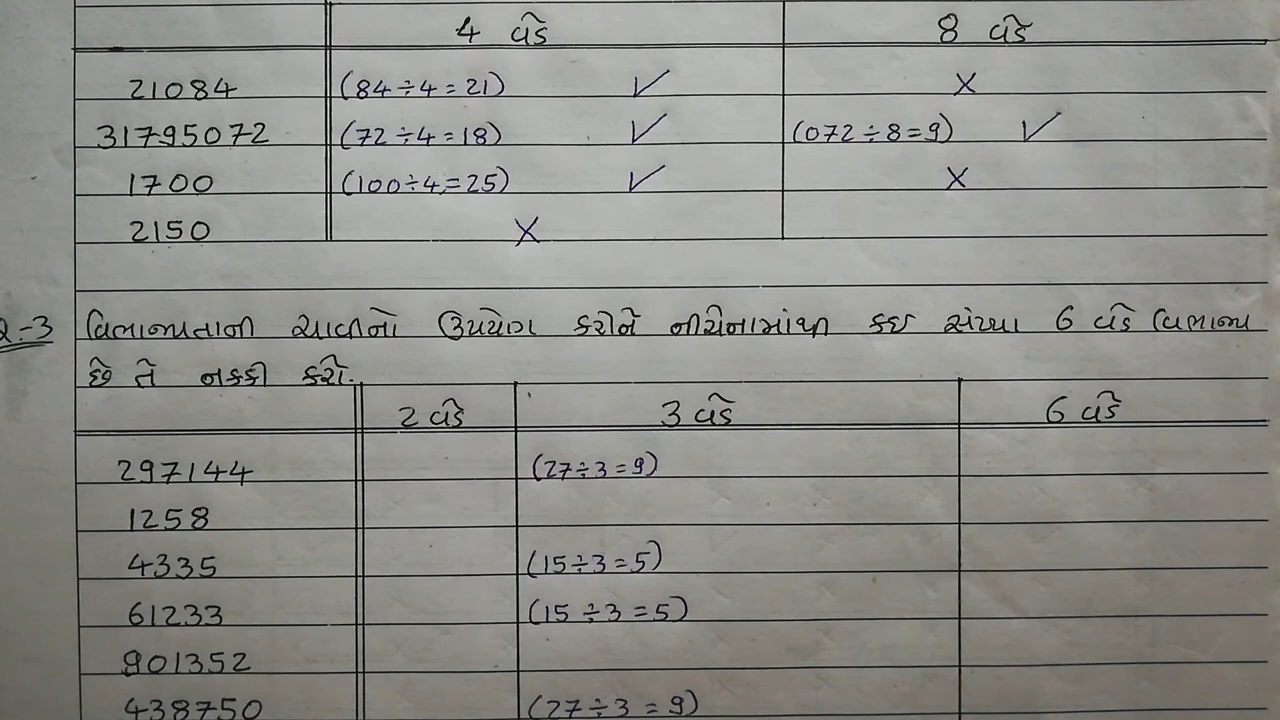 4 વડે 8 વડે
21084 (84÷4=21) ✓ ✗
31795072 (72÷4=18) ✓ (072÷8=9) ✓
1700 (100÷4=25) ✓ ✗
2150 ✗
Q.-3 વિભાજ્યતાની ચાવીનો ઉપયોગ કરીને નીચેનામાંથી કઇ સંખ્યા 6 વડે વિભાજ્ય
છે તે નક્કી કરો.
2 વડે 3 વડે 6 વડે
297144 (27÷3=9)
1258
4335 (15÷3=5)
61233 (15÷3=5)
901352
438750 (27÷3=9)